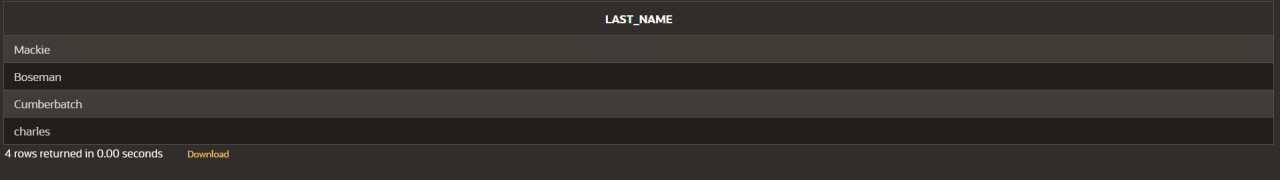 LAST_NAME
Mackie
Boseman
Cumberbatch
charles
4 rows returned in 0.00 seconds Download